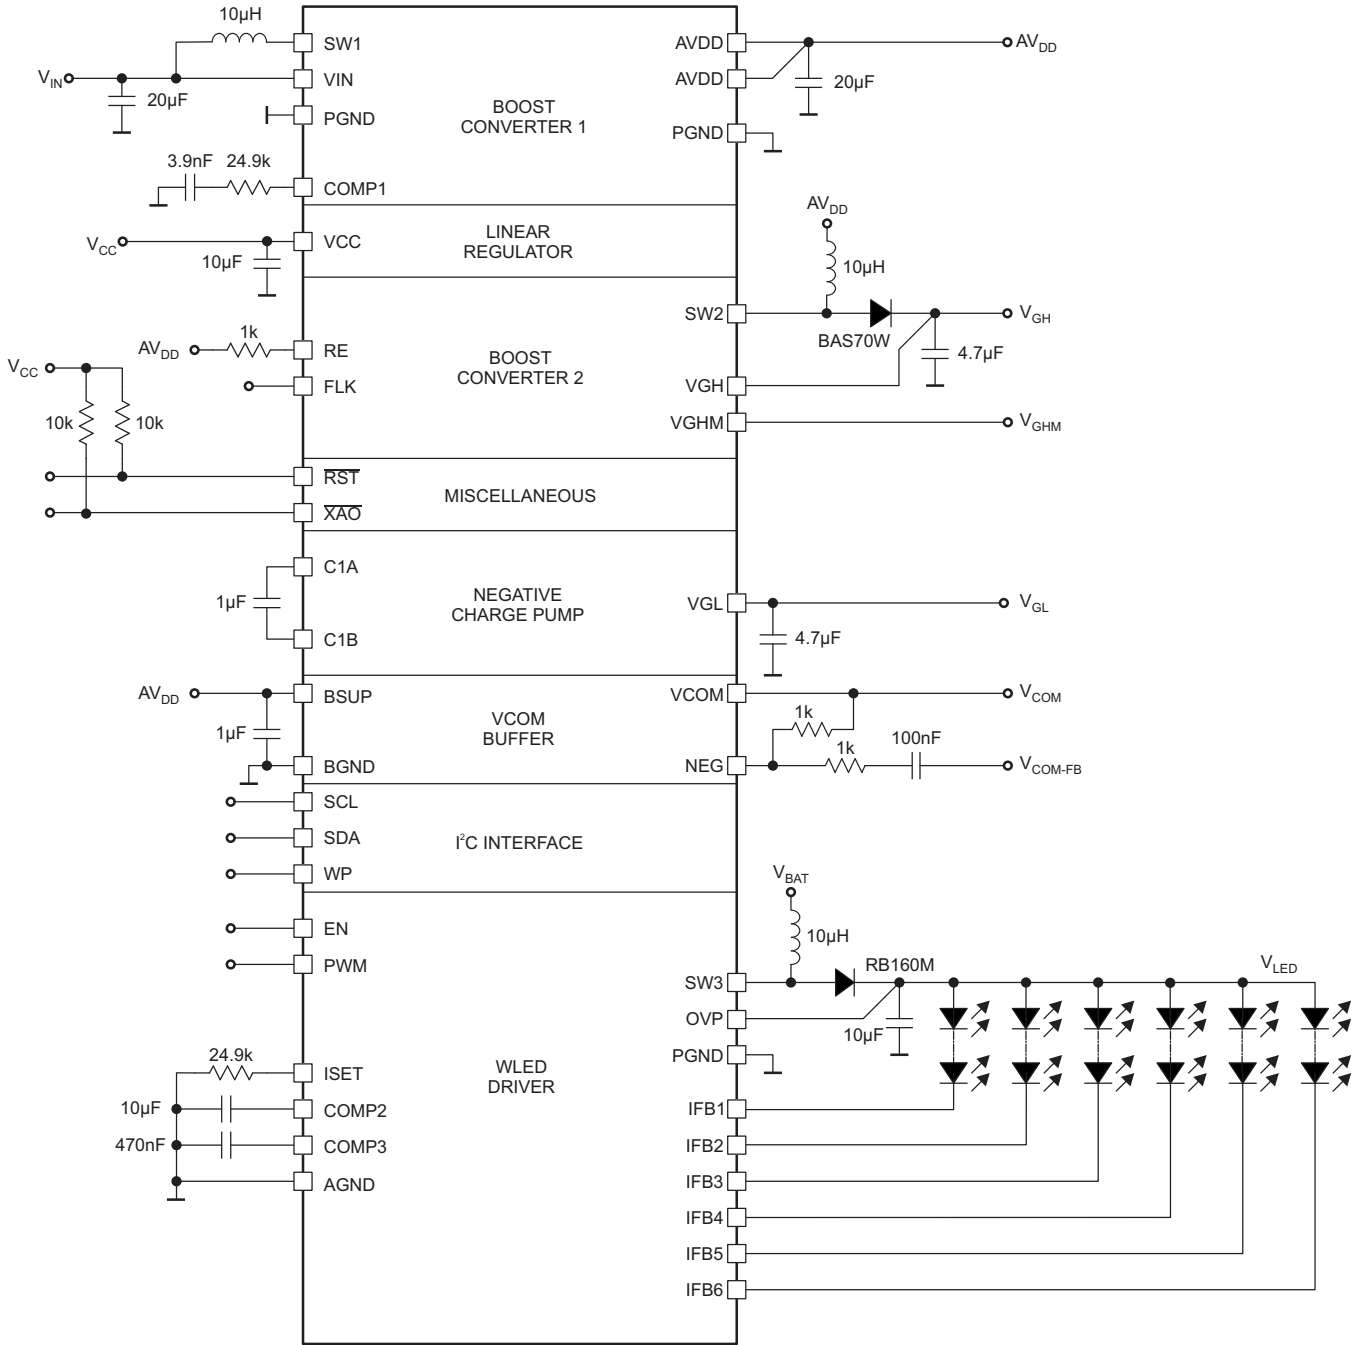 10µH
SW1
V_IN
VIN
20µF
PGND
3.9nF 24.9k
COMP1
BOOST
CONVERTER 1
AVDD
AVDD
AV_DD
20µF
PGND
V_CC
VCC
10µF
LINEAR
REGULATOR
AV_DD
10µH
SW2
BAS70W
V_GH
4.7µF
VGH
VGHM
V_GHM
AV_DD
1k
RE
FLK
BOOST
CONVERTER 2
V_CC
10k
10k
RST
XAO
MISCELLANEOUS
C1A
1µF
C1B
NEGATIVE
CHARGE PUMP
VGL
V_GL
4.7µF
AV_DD
BSUP
1µF
BGND
VCOM
BUFFER
VCOM
V_COM
1k
1k
100nF
NEG
V_COM-FB
SCL
SDA
WP
I²C INTERFACE
EN
PWM
V_BAT
10µH
SW3
RB160M
V_LED
OVP
10µF
PGND
24.9k
ISET
10µF
COMP2
470nF
COMP3
AGND
WLED
DRIVER
IFB1
IFB2
IFB3
IFB4
IFB5
IFB6